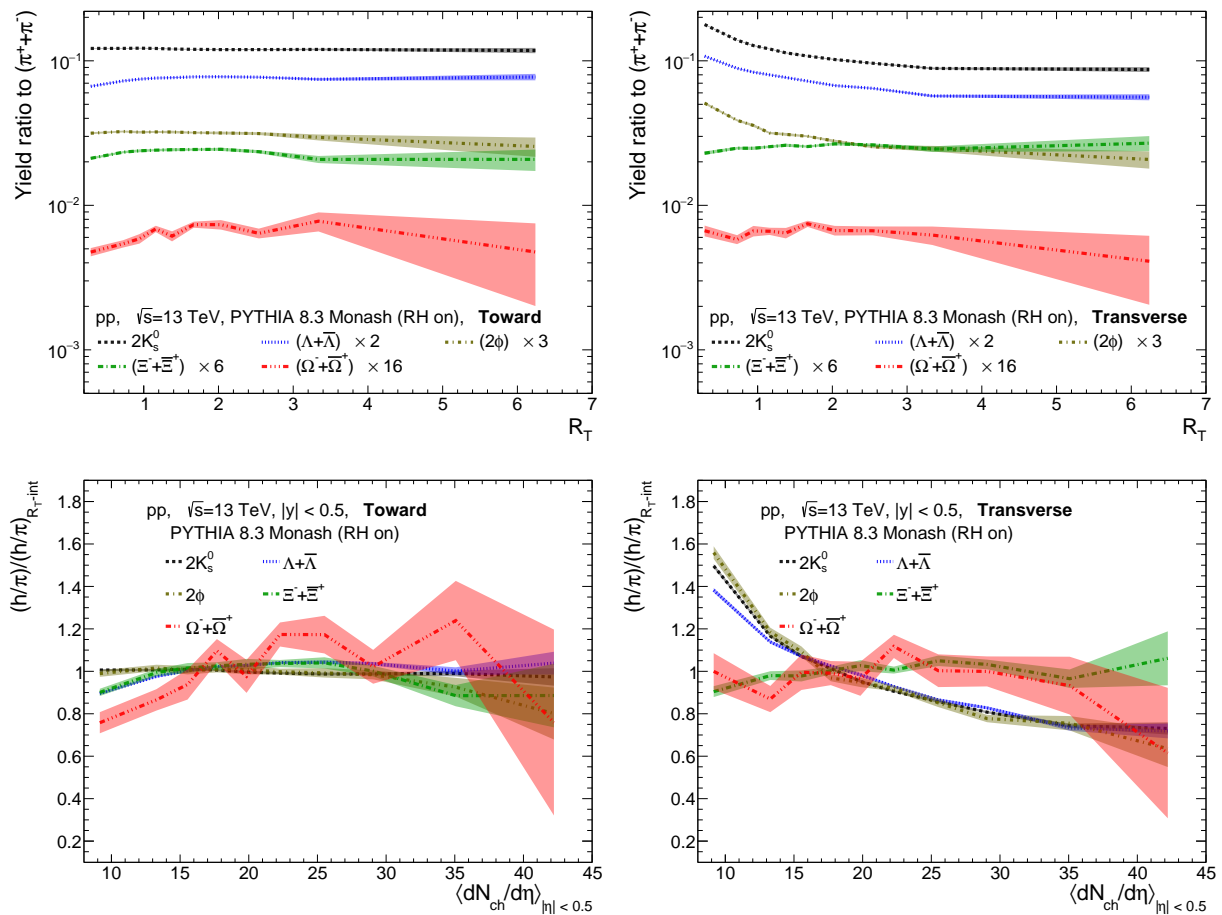 Yield ratio to (π⁺+π⁻)
10⁻¹
10⁻²
10⁻³
pp, √s=13 TeV, PYTHIA 8.3 Monash (RH on), Toward
2K⁰ₛ (Λ+Λ̅) ×2 (2ϕ) ×3
(Ξ⁻+Ξ̅⁺) ×6 (Ω⁻+Ω̅⁺) ×16
1 2 3 4 5 6 7
R_T
Yield ratio to (π⁺+π⁻)
10⁻¹
10⁻²
10⁻³
pp, √s=13 TeV, PYTHIA 8.3 Monash (RH on), Transverse
2K⁰ₛ (Λ+Λ̅) ×2 (2ϕ) ×3
(Ξ⁻+Ξ̅⁺) ×6 (Ω⁻+Ω̅⁺) ×16
1 2 3 4 5 6 7
R_T
(h/π)/(h/π)_{R_T-int}
1.8
1.6
1.4
1.2
1
0.8
0.6
0.4
0.2
pp, √s=13 TeV, |y| < 0.5, Toward
PYTHIA 8.3 Monash (RH on)
2K⁰ₛ Λ+Λ̅
2ϕ Ξ⁻+Ξ̅⁺
Ω⁻+Ω̅⁺
10 15 20 25 30 35 40 45
⟨dN_ch/dη⟩_{|η| < 0.5}
(h/π)/(h/π)_{R_T-int}
1.8
1.6
1.4
1.2
1
0.8
0.6
0.4
0.2
pp, √s=13 TeV, |y| < 0.5, Transverse
PYTHIA 8.3 Monash (RH on)
2K⁰ₛ Λ+Λ̅
2ϕ Ξ⁻+Ξ̅⁺
Ω⁻+Ω̅⁺
10 15 20 25 30 35 40 45
⟨dN_ch/dη⟩_{|η| < 0.5}